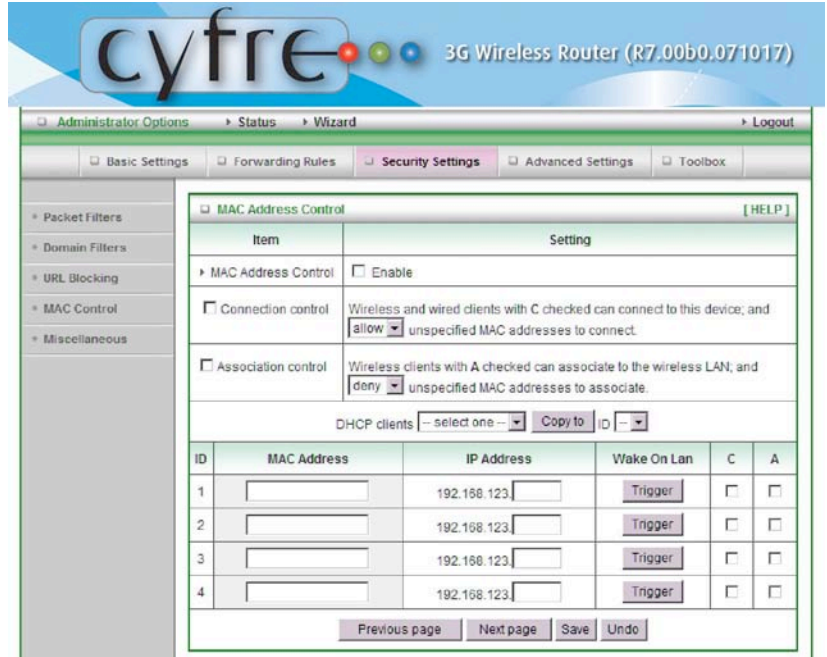 cyfre
3G Wireless Router (R7.00b0.071017)
Administrator Options Status Wizard Logout
Basic Settings Forwarding Rules Security Settings Advanced Settings Toolbox
Packet Filters
Domain Filters
URL Blocking
MAC Control
Miscellaneous
MAC Address Control [HELP]
Item Setting
MAC Address Control Enable
Connection control Wireless and wired clients with C checked can connect to this device; and
allow unspecified MAC addresses to connect.
Association control Wireless clients with A checked can associate to the wireless LAN; and
deny unspecified MAC addresses to associate.
DHCP clients -- select one -- Copy to ID --
ID MAC Address IP Address Wake On Lan C A
1 192.168.123. Trigger
2 192.168.123. Trigger
3 192.168.123. Trigger
4 192.168.123. Trigger
Previous page Next page Save Undo